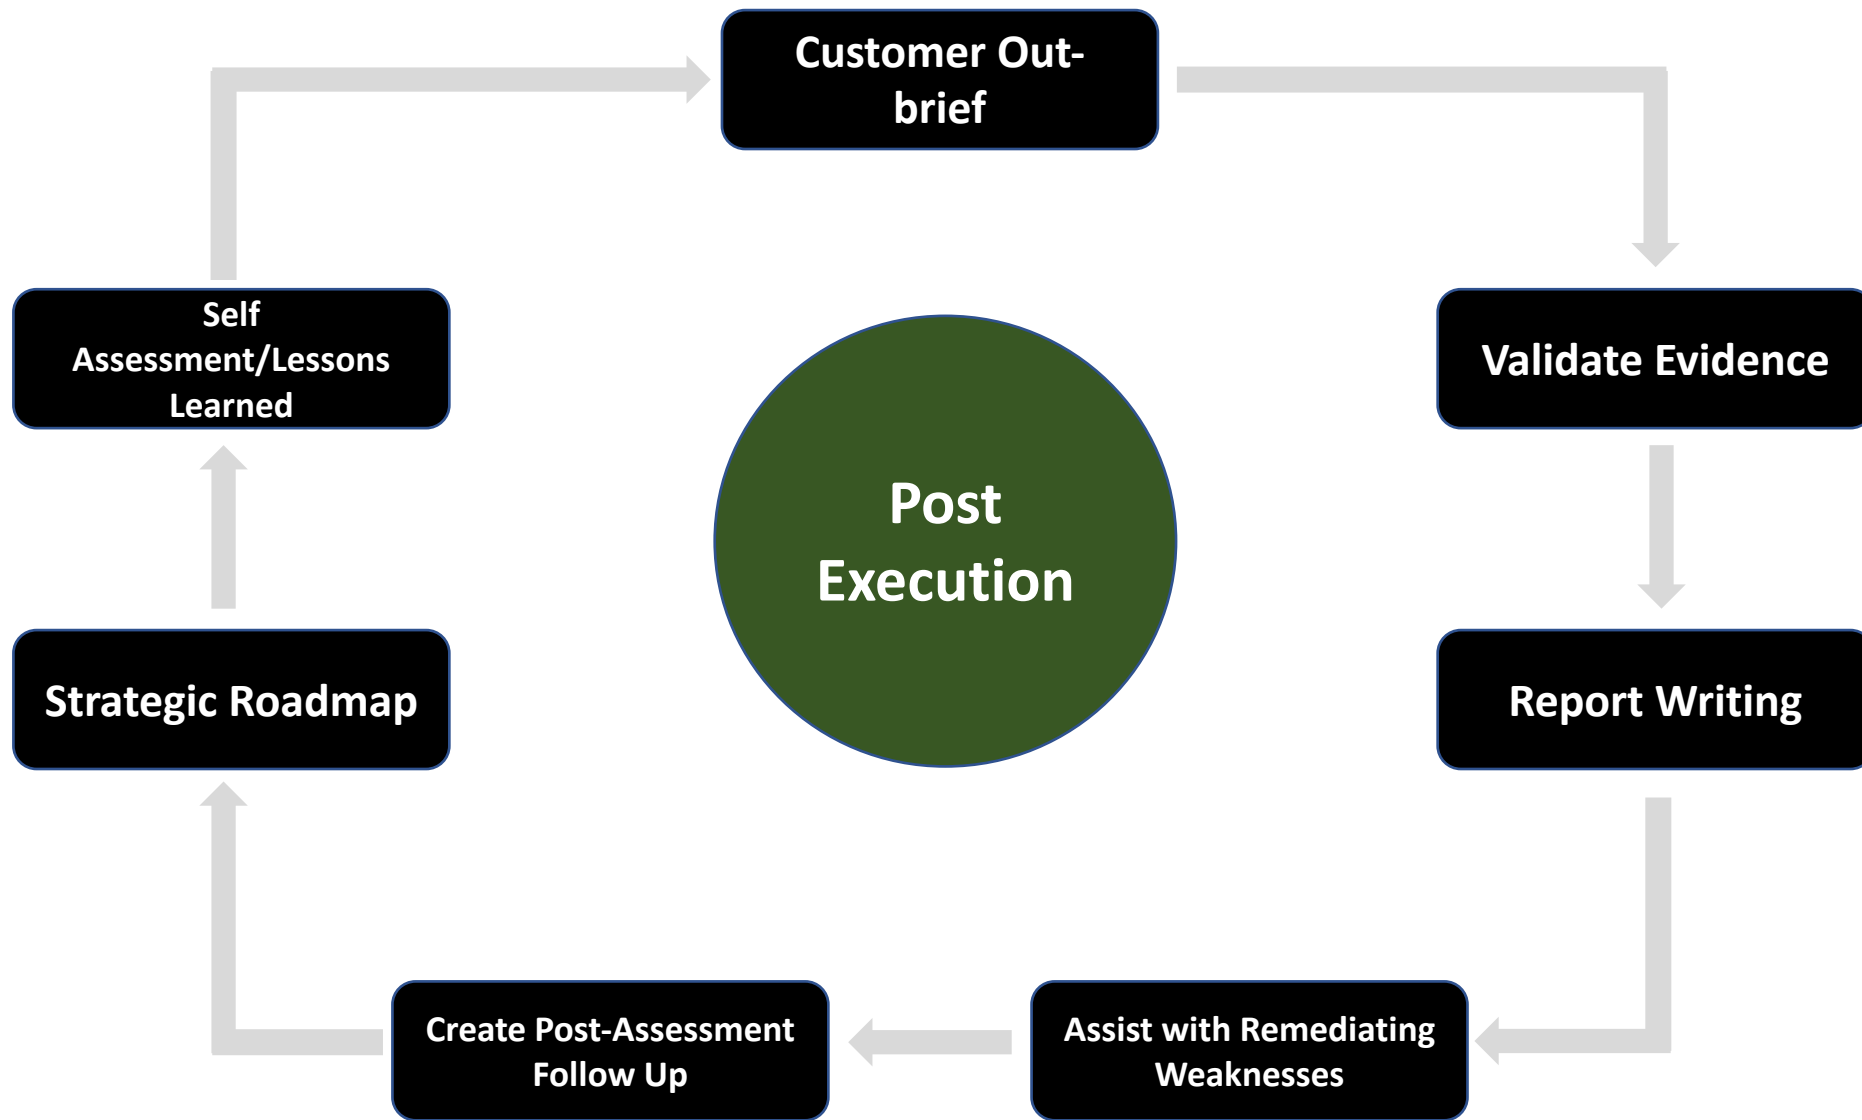 Customer Out-
brief
Self
Assessment/Lessons
Learned
Validate Evidence
Post
Execution
Strategic Roadmap
Report Writing
Create Post-Assessment
Follow Up
Assist with Remediating
Weaknesses